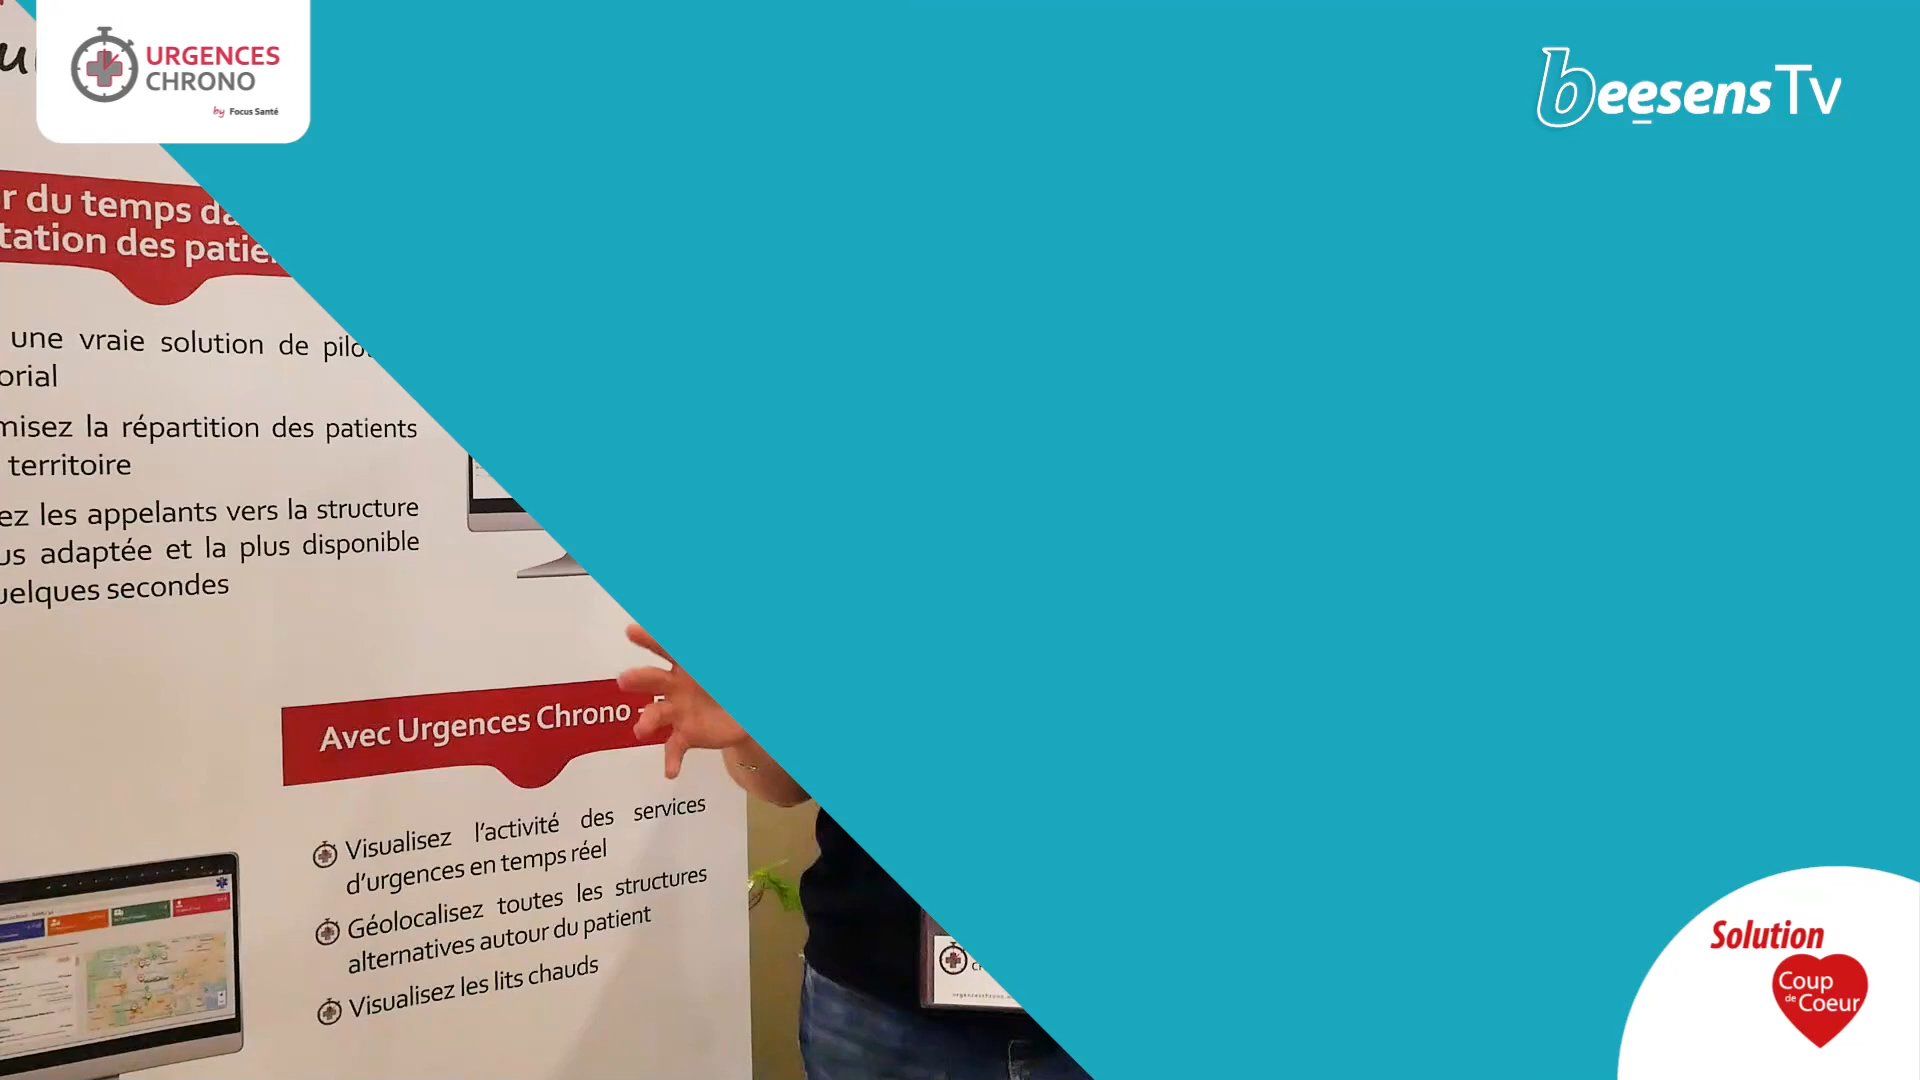 URGENCES
CHRONO
by Focus Santé
beesens Tv
r du temps da
tation des patie
une vraie solution de pilo
orial
misez la répartition des patients
territoire
ez les appelants vers la structure
us adaptée et la plus disponible
uelques secondes
Avec Urgences Chrono -
Visualisez l'activité des services
d'urgences en temps réel
Géolocalisez toutes les structures
alternatives autour du patient
Visualisez les lits chauds
Solution
Coup
de Coeur